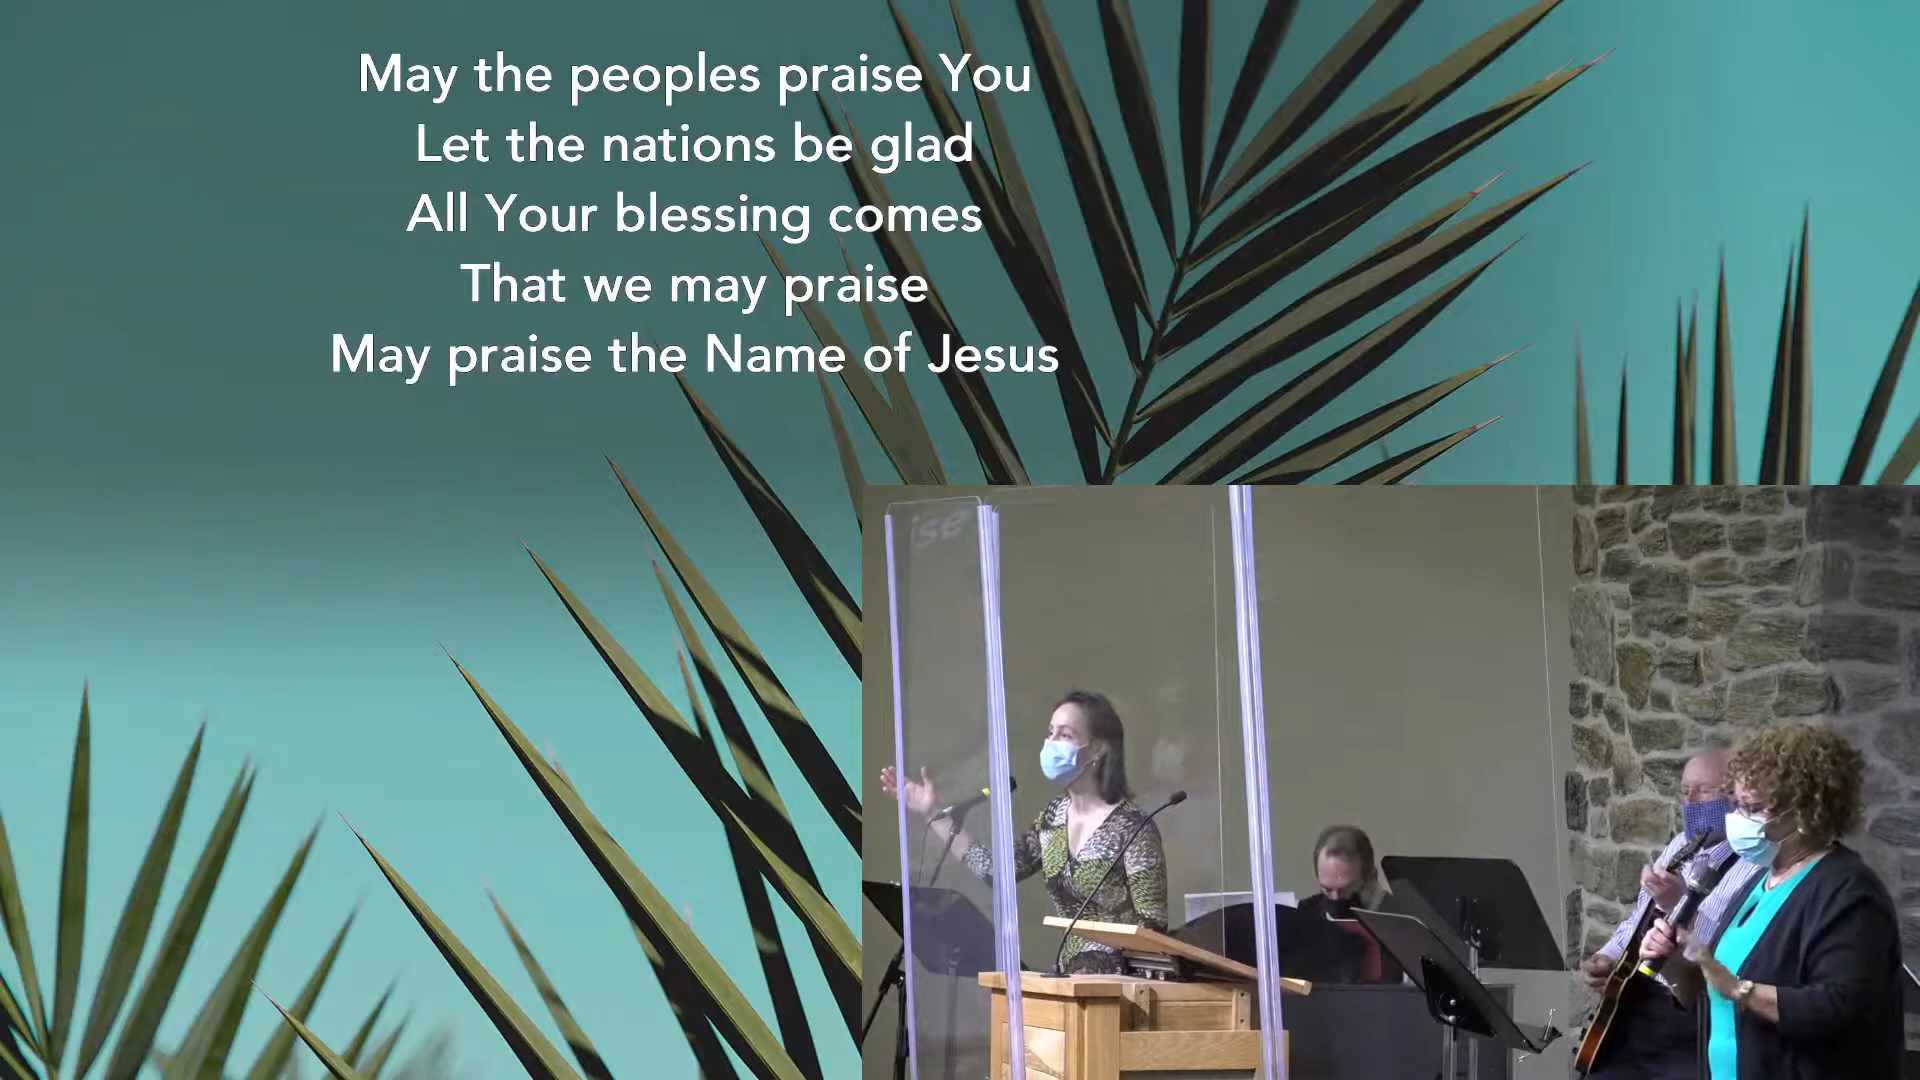 May the peoples praise You
Let the nations be glad
All Your blessing comes
That we may praise
May praise the Name of Jesus
ise